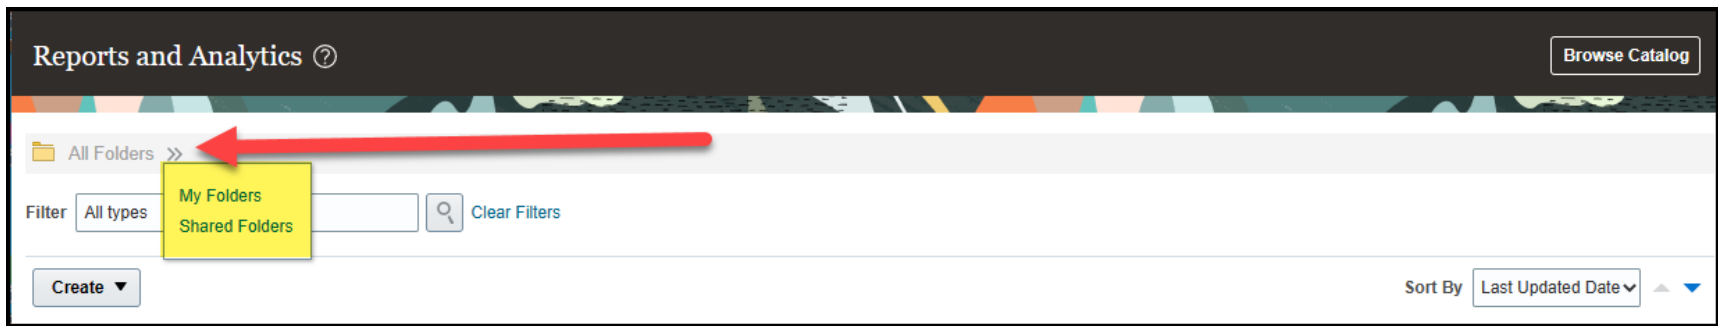 Reports and Analytics ?
Browse Catalog
All Folders »
My Folders
Shared Folders
Filter All types
Clear Filters
Create
Sort By Last Updated Date